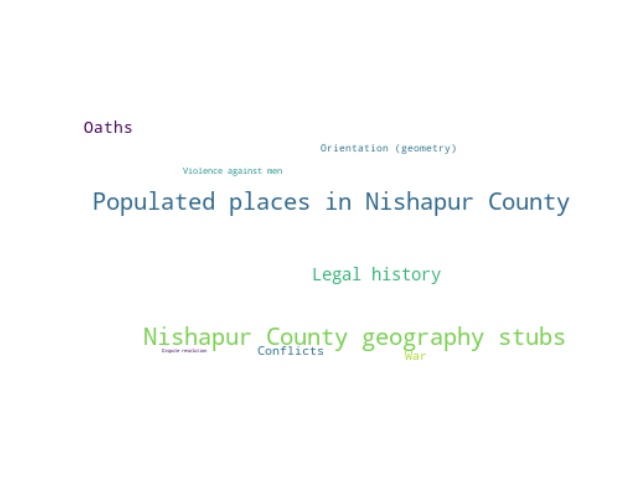 Oaths
Orientation (geometry)
Violence against men
Populated places in Nishapur County
Legal history
Nishapur County geography stubs
Dispute resolution
Conflicts
War